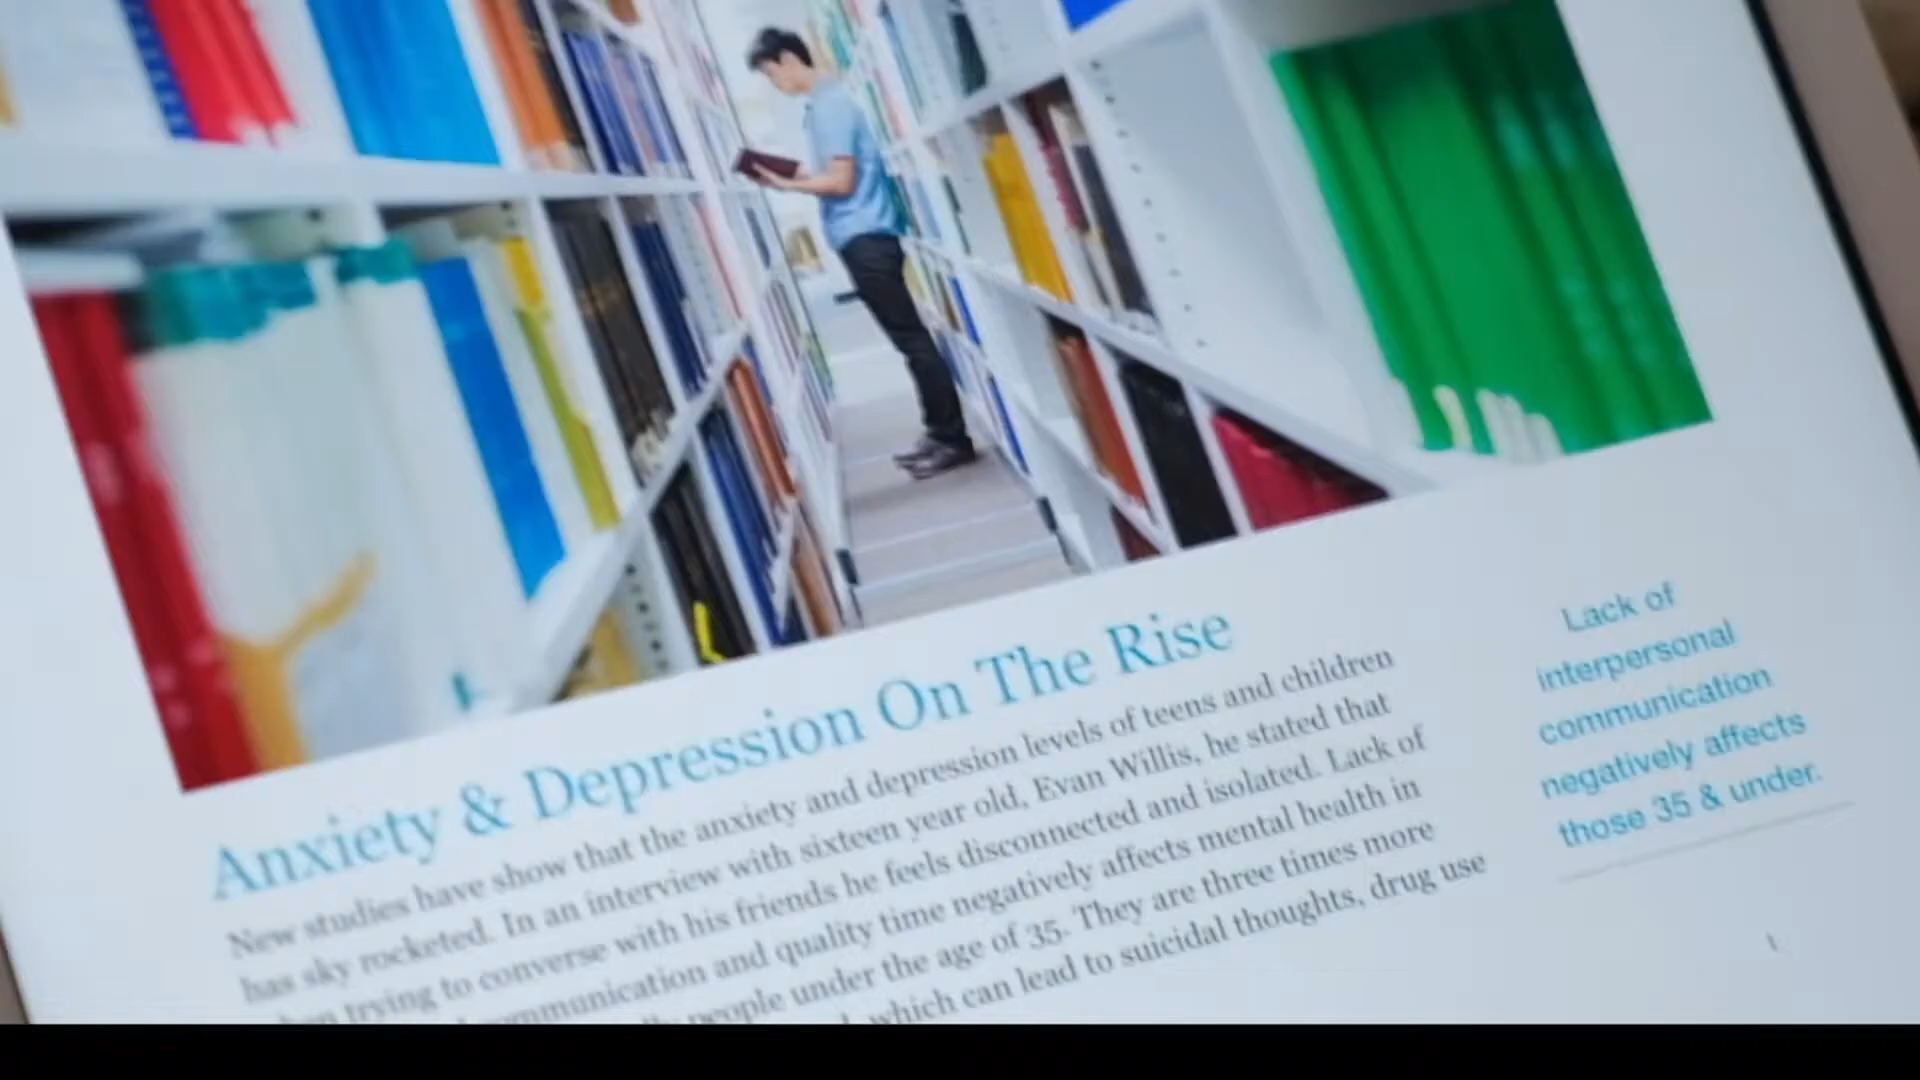 Anxiety & Depression On The Rise
New studies have show that the anxiety and depression levels of teens and children
has sky rocketed. In an interview with sixteen year old, Evan Willis, he stated that
trying to converse with his friends he feels disconnected and isolated. Lack of
communication and quality time negatively affects mental health in
people under the age of 35. They are three times more
which can lead to suicidal thoughts, drug use
Lack of
interpersonal
communication
negatively affects
those 35 & under.